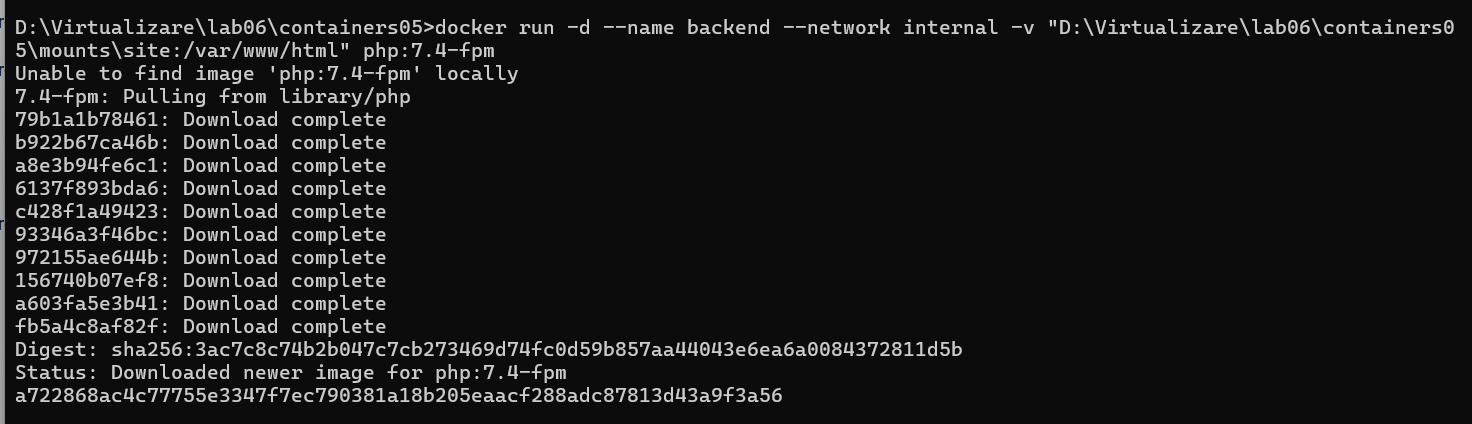 D:\Virtualizare\lab06\containers05>docker run -d --name backend --network internal -v "D:\Virtualizare\lab06\containers0
5\mounts\site:/var/www/html" php:7.4-fpm
Unable to find image 'php:7.4-fpm' locally
7.4-fpm: Pulling from library/php
79b1a1b78461: Download complete
b922b67ca46b: Download complete
a8e3b94fe6c1: Download complete
6137f893bda6: Download complete
c428f1a49423: Download complete
93346a3f46bc: Download complete
972155ae644b: Download complete
156740b07ef8: Download complete
a603fa5e3b41: Download complete
fb5a4c8af82f: Download complete
Digest: sha256:3ac7c8c74b2b047c7cb273469d74fc0d59b857aa44043e6ea6a0084372811d5b
Status: Downloaded newer image for php:7.4-fpm
a722868ac4c77755e3347f7ec790381a18b205eaacf288adc87813d43a9f3a56